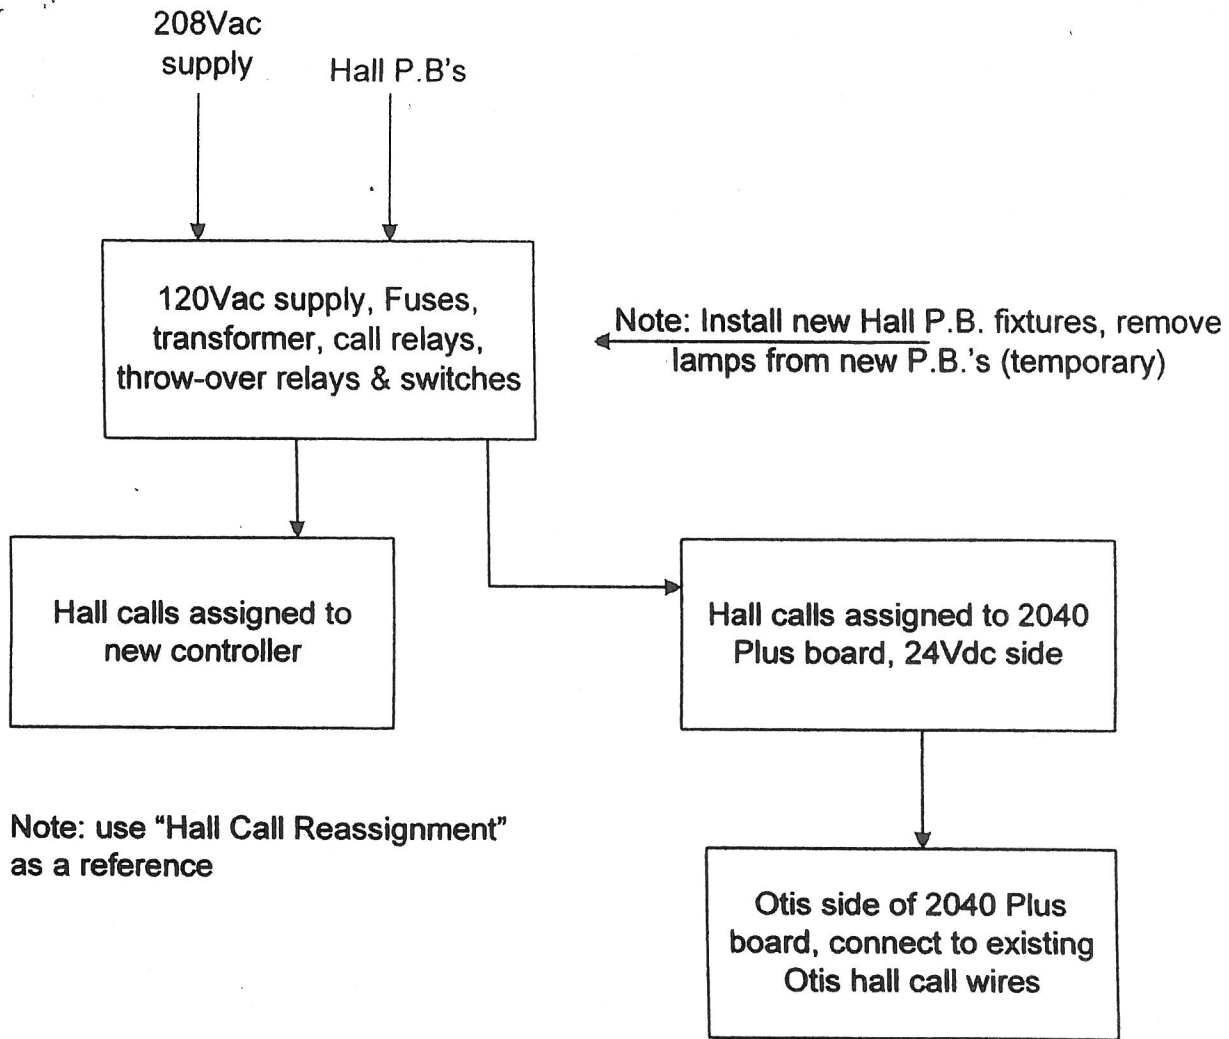 208Vac
supply
Hall P.B's
120Vac supply, Fuses,
transformer, call relays,
throw-over relays & switches
Note: Install new Hall P.B. fixtures, remove
lamps from new P.B.'s (temporary)
Hall calls assigned to
new controller
Hall calls assigned to 2040
Plus board, 24Vdc side
Note: use “Hall Call Reassignment”
as a reference
Otis side of 2040 Plus
board, connect to existing
Otis hall call wires